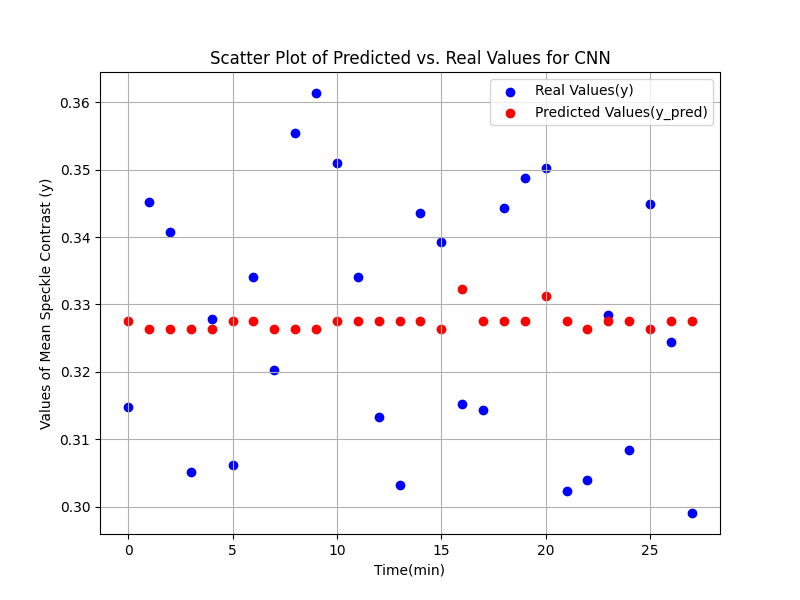 Scatter Plot of Predicted vs. Real Values for CNN
Real Values(y)
Predicted Values(y_pred)
Values of Mean Speckle Contrast (y)
0.36
0.35
0.34
0.33
0.32
0.31
0.30
0
5
10
15
20
25
Time(min)